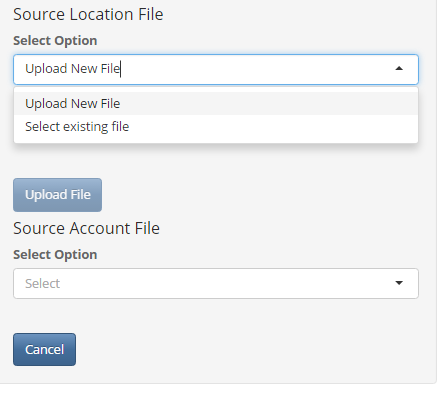 Source Location File
Select Option
Upload New File
Upload New File
Select existing file
Upload File
Source Account File
Select Option
Select
Cancel